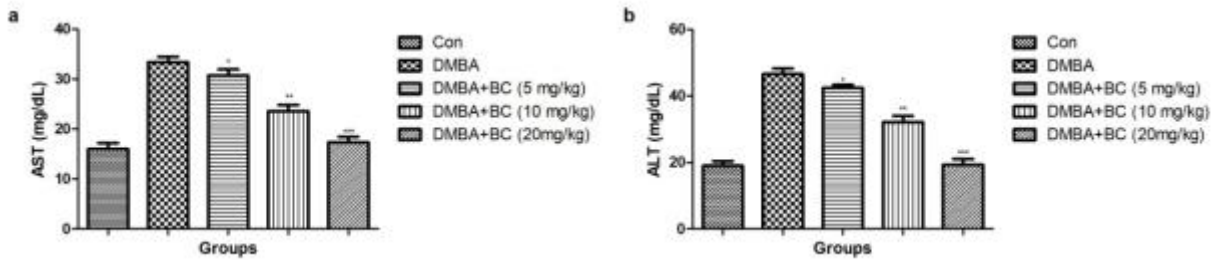 a
40
30
20
10
0
AST (mg/dL)
*
**
***
Groups
Con
DMBA
DMBA+BC (5 mg/kg)
DMBA+BC (10 mg/kg)
DMBA+BC (20mg/kg)
b
60
40
20
0
ALT (mg/dL)
*
**
***
Groups
Con
DMBA
DMBA+BC (5 mg/kg)
DMBA+BC (10 mg/kg)
DMBA+BC (20mg/kg)